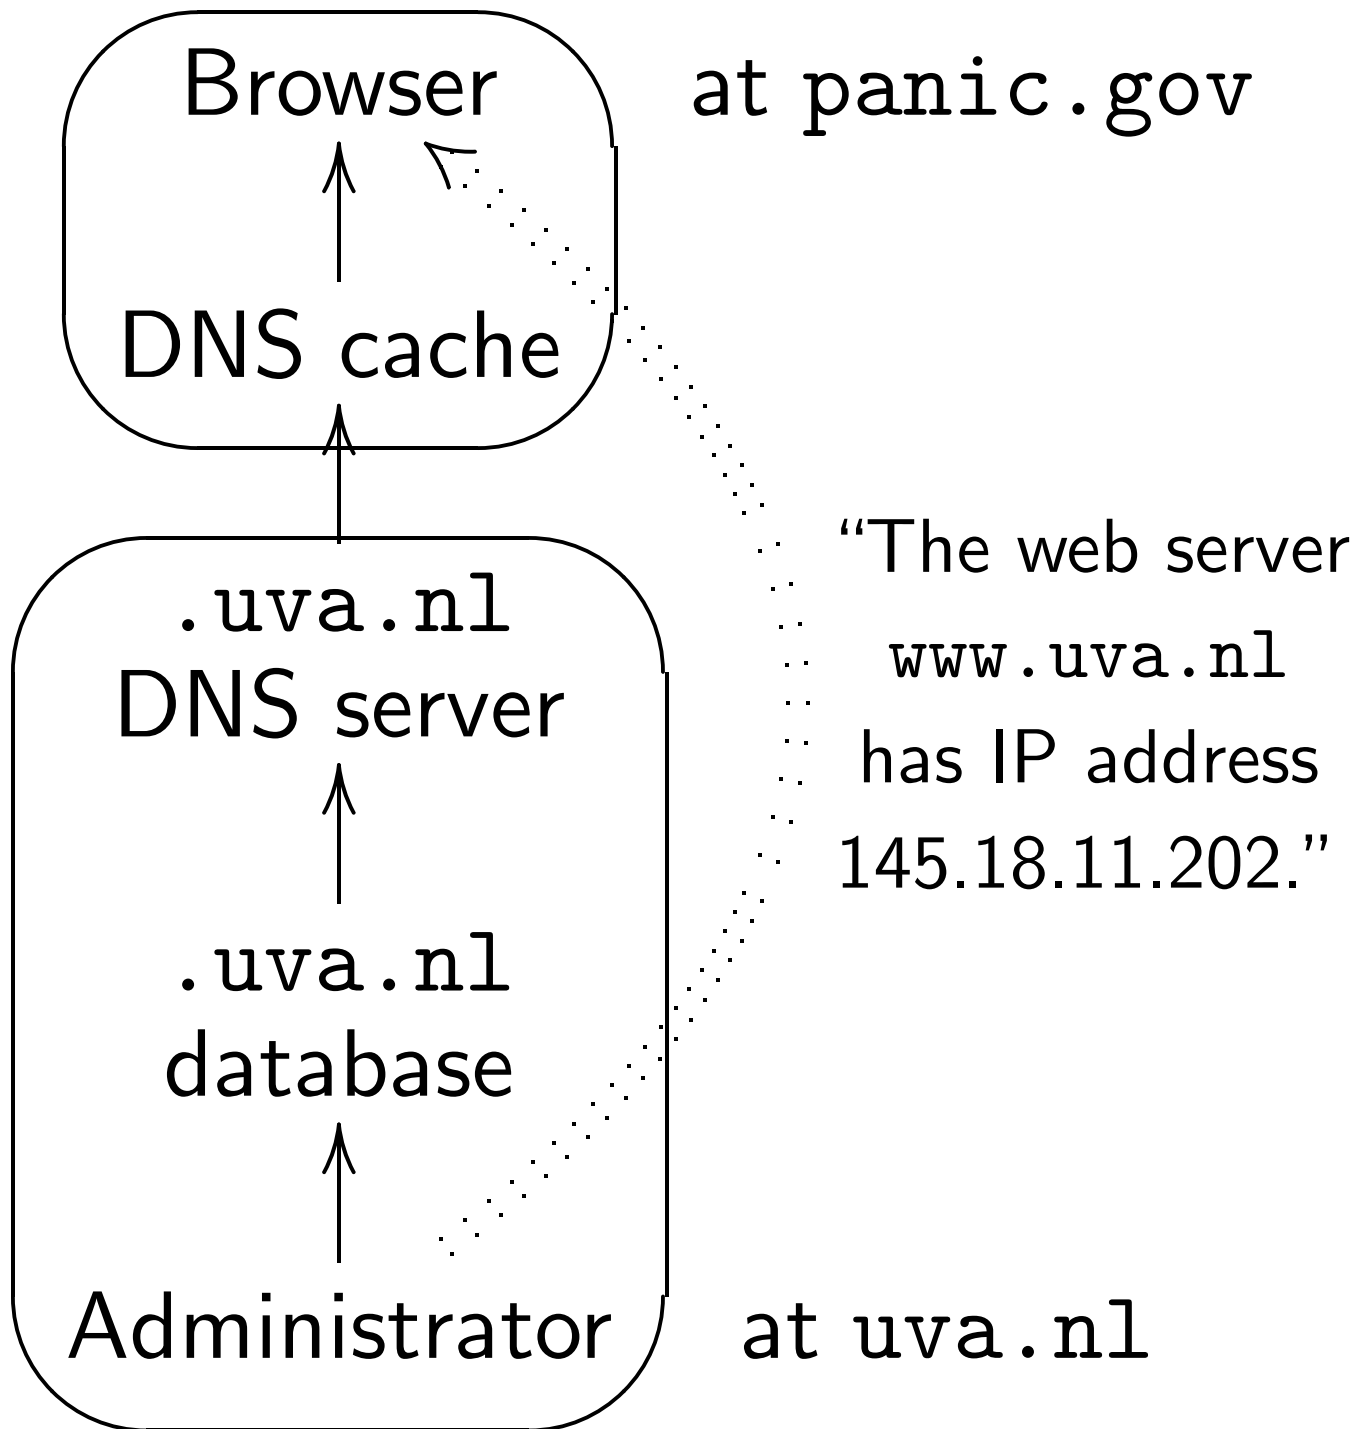 Browser at panic.gov
DNS cache
“The web server
.uva.nl
www.uva.nl
DNS server
has IP address
145.18.11.202.”
.uva.nl
database
Administrator at uva.nl